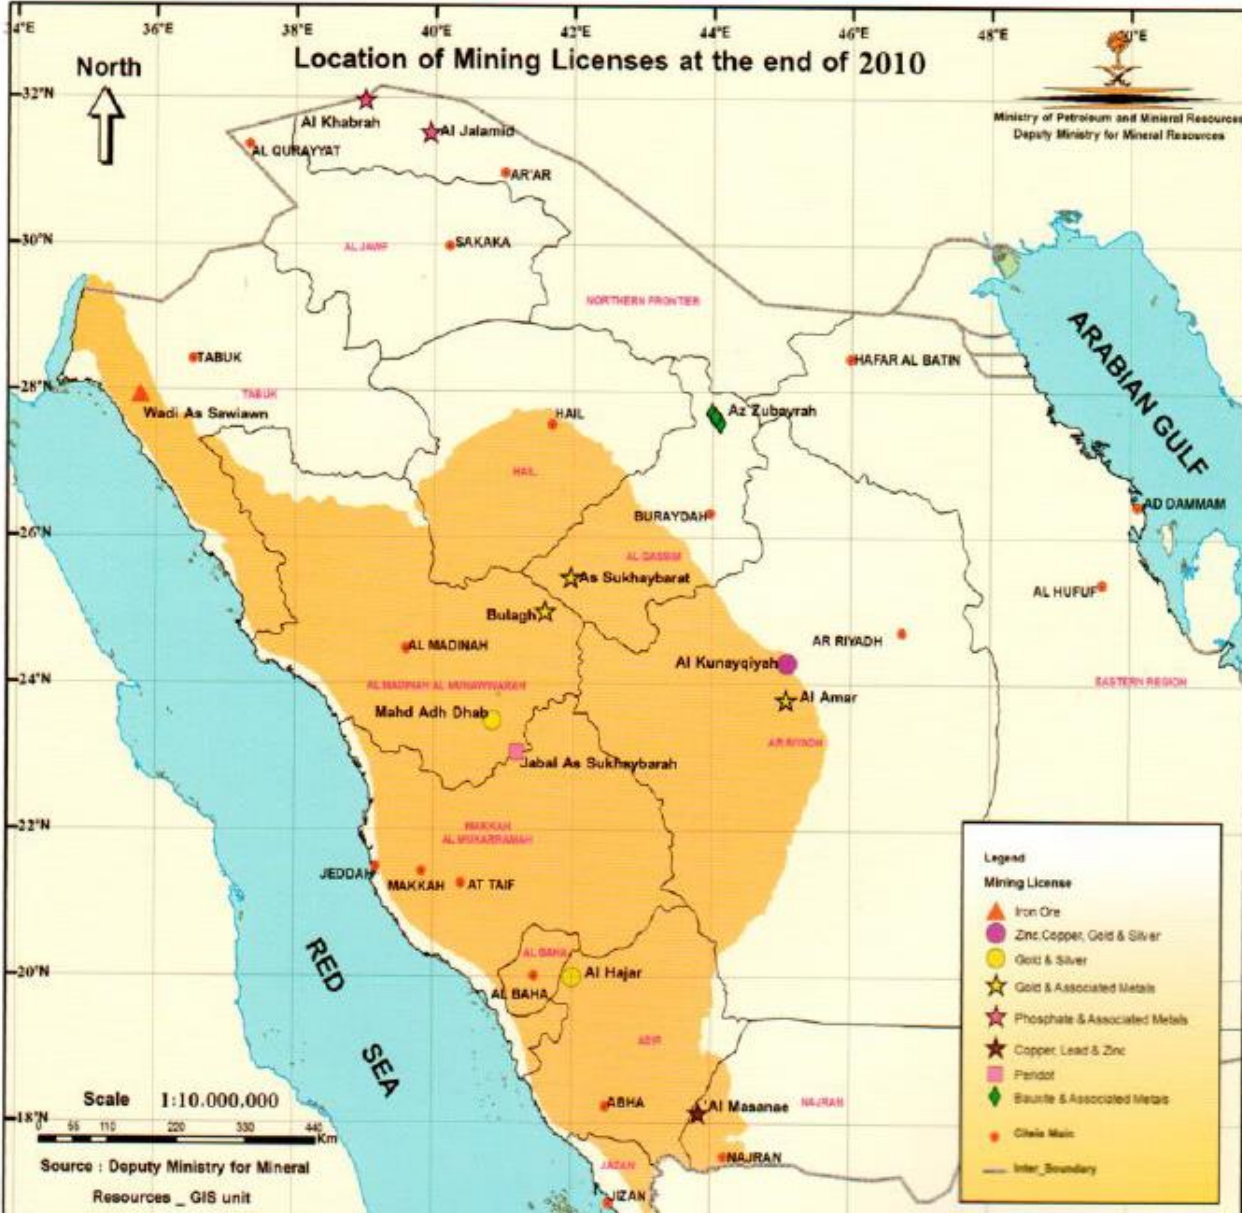 34°E 36°E 38°E 40°E 42°E 44°E 46°E 48°E
Location of Mining Licenses at the end of 2010
North
32°N
Ministry of Petroleum and Minieral Resources
Deputy Ministry for Mineral Resources
Al Khabrah
Al Jalamid
AL QURAYYAT
AR'AR
30°N
AL JAWF
SAKAKA
NORTHERN FRONTIER
ARABIAN GULF
TABUK
HAFAR AL BATIN
28°N
TABUK
Wadi As Sawiawn
HAIL
Az Zubayrah
HAIL
BURAYDAH
AD DAMMAM
26°N
AL QASSIM
As Sukhaybarat
AL HUFUF
Bulagh
AL MADINAH
AR RIYADH
Al Kunayqiyah
24°N
AL MADINAH AL MUNAWWARAH
EASTERN REGION
Al Amar
Mahd Adh Dhab
AR RIYADH
Jabal As Sukhaybarah
22°N
MAKKAH
AL MUKARRAMAH
JEDDAH
MAKKAH
AT TAIF
RED SEA
20°N
AL BAHA
Al Hajar
AL BAHA
ASIR
Scale 1:10.000,000
0 55 110 220 330 440 Km
18°N
ABHA
Al Masanae
NAJRAN
NAJRAN
JAZAN
JIZAN
Source : Deputy Ministry for Mineral
Resources _ GIS unit
Legend
Mining License
Iron Ore
Zinc,Copper, Gold & Silver
Gold & Silver
Gold & Associated Metals
Phosphate & Associated Metals
Copper, Lead & Zinc
Peridot
Bauxite & Associated Metals
Main
Inter_Boundary